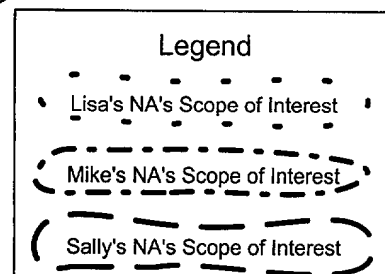 Legend
Lisa's NA's Scope of Interest
Mike's NA's Scope of Interest
Sally's NA's Scope of Interest